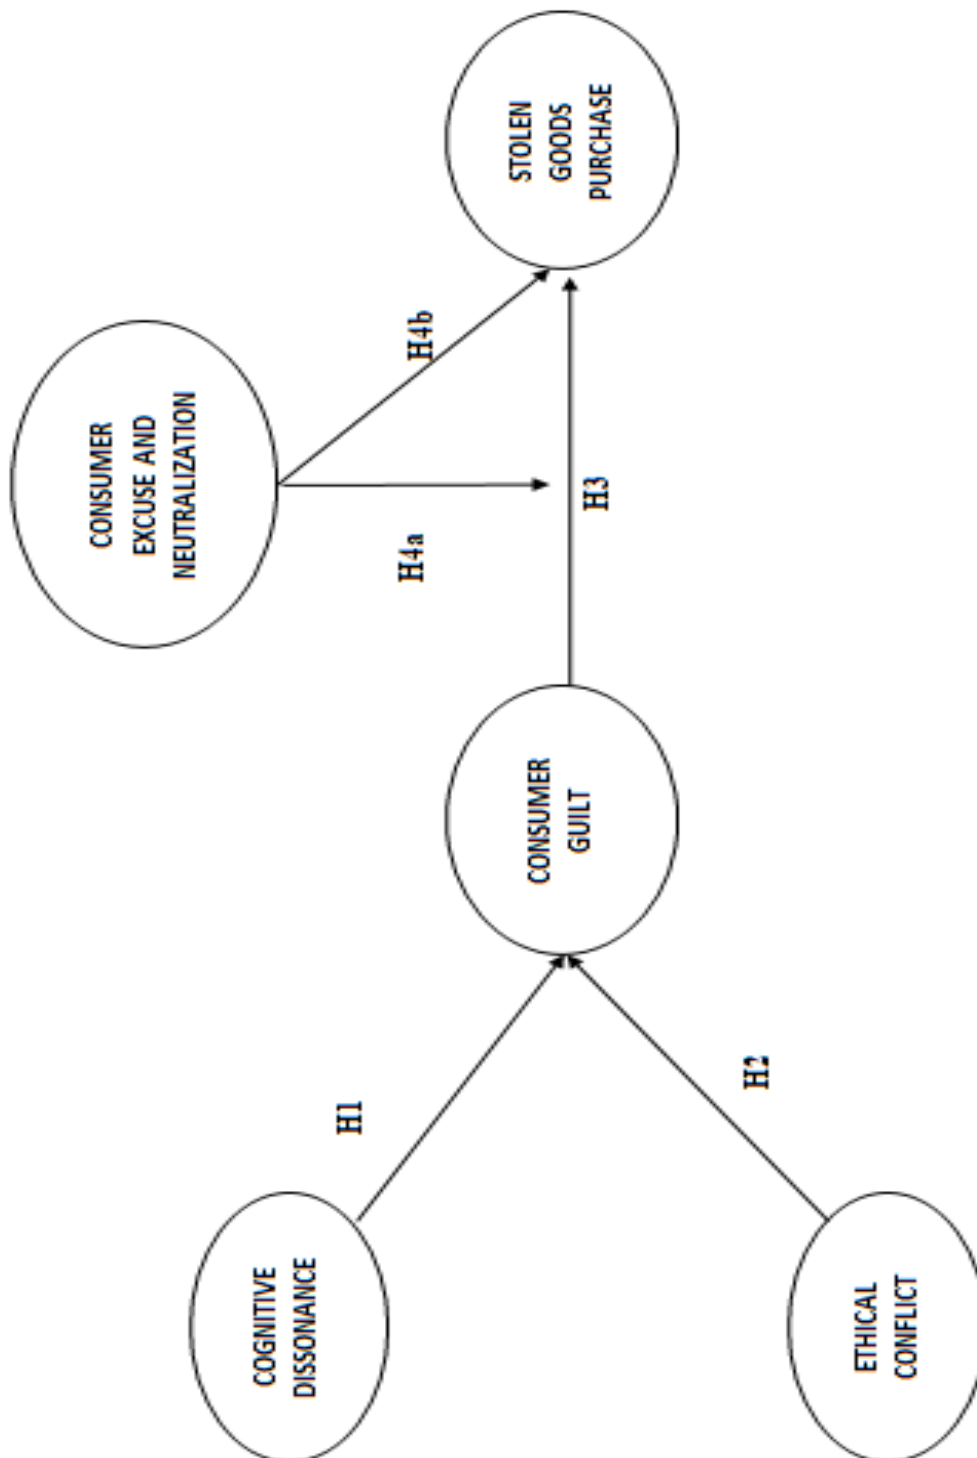 CONSUMER
EXCUSE AND
NEUTRALIZATION
COGNITIVE
DISSONANCE
H1
H4a
H4b
CONSUMER
GUILT
H3
STOLEN
GOODS
PURCHASE
H2
ETHICAL
CONFLICT